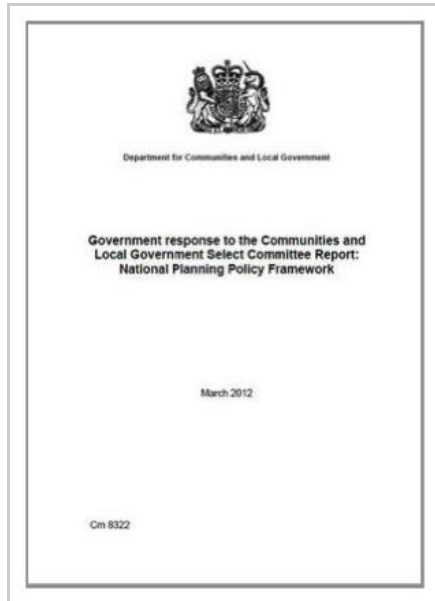 Department for Communities and Local Government
Government response to the Communities and
Local Government Select Committee Report:
National Planning Policy Framework
March 2012
Cm 8322